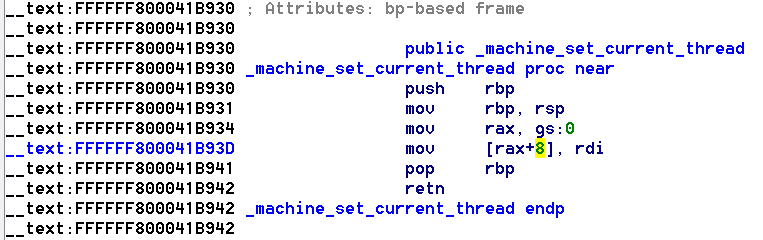 __text:FFFFFF800041B930 ; Attributes: bp-based frame
__text:FFFFFF800041B930
__text:FFFFFF800041B930 public _machine_set_current_thread
__text:FFFFFF800041B930 _machine_set_current_thread proc near
__text:FFFFFF800041B930 push rbp
__text:FFFFFF800041B931 mov rbp, rsp
__text:FFFFFF800041B934 mov rax, gs:0
__text:FFFFFF800041B93D mov [rax+8], rdi
__text:FFFFFF800041B941 pop rbp
__text:FFFFFF800041B942 retn
__text:FFFFFF800041B942 _machine_set_current_thread endp
__text:FFFFFF800041B942